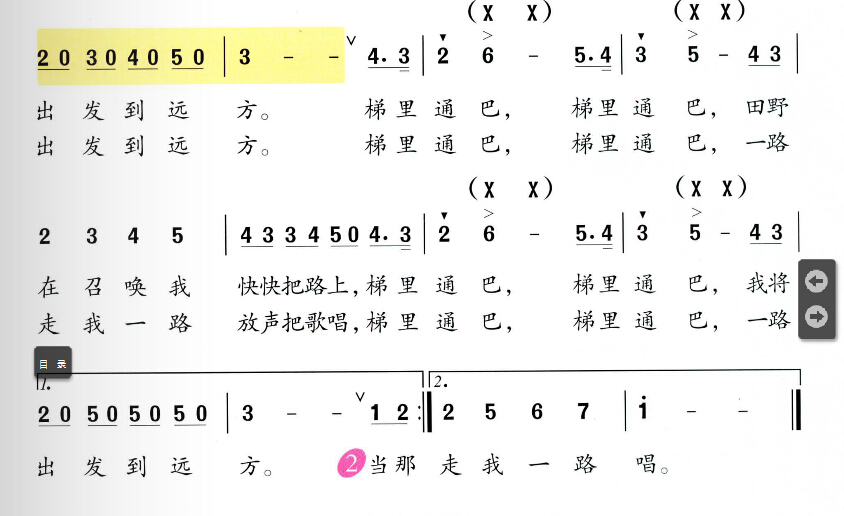 (X X) (X X)
2 0 3 0 4 0 5 0 | 3 - - ∨ 4. 3 | 2 6 - 5. 4 | 3 5 - 4 3 |
出 发 到 远 方。 梯 里 通 巴, 梯 里 通 巴, 田野
出 发 到 远 方。 梯 里 通 巴, 梯 里 通 巴, 一路
(X X) (X X)
2 3 4 5 | 4 3 3 4 5 0 4. 3 | 2 6 - 5. 4 | 3 5 - 4 3 |
在 召 唤 我 快快把路上, 梯 里 通 巴, 梯 里 通 巴, 我将
走 我 一 路 放声把歌唱, 梯 里 通 巴, 梯 里 通 巴, 一路
目 录
1. 2.
2 0 5 0 5 0 5 0 | 3 - - ∨ 1 2 :‖ 2 5 6 7 | i - - ‖
出 发 到 远 方。 2 当那 走 我 一 路 唱。